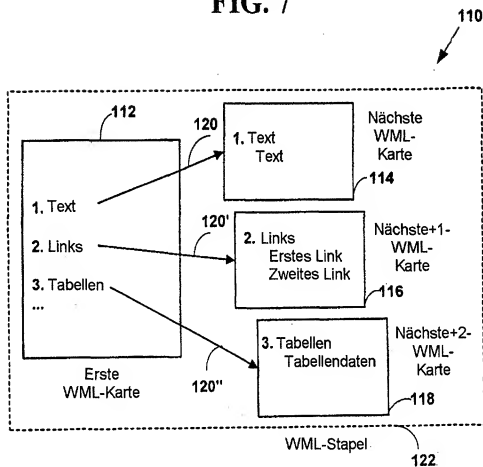 FIG. 7
110
112
120
1. Text
2. Links
3. Tabellen
...
Erste
WML-Karte
1. Text
Text
Nächste
WML-
Karte
114
120'
2. Links
Erstes Link
Zweites Link
Nächste+1-
WML-
Karte
116
120"
3. Tabellen
Tabellendaten
Nächste+2-
WML-
Karte
118
WML-Stapel
122